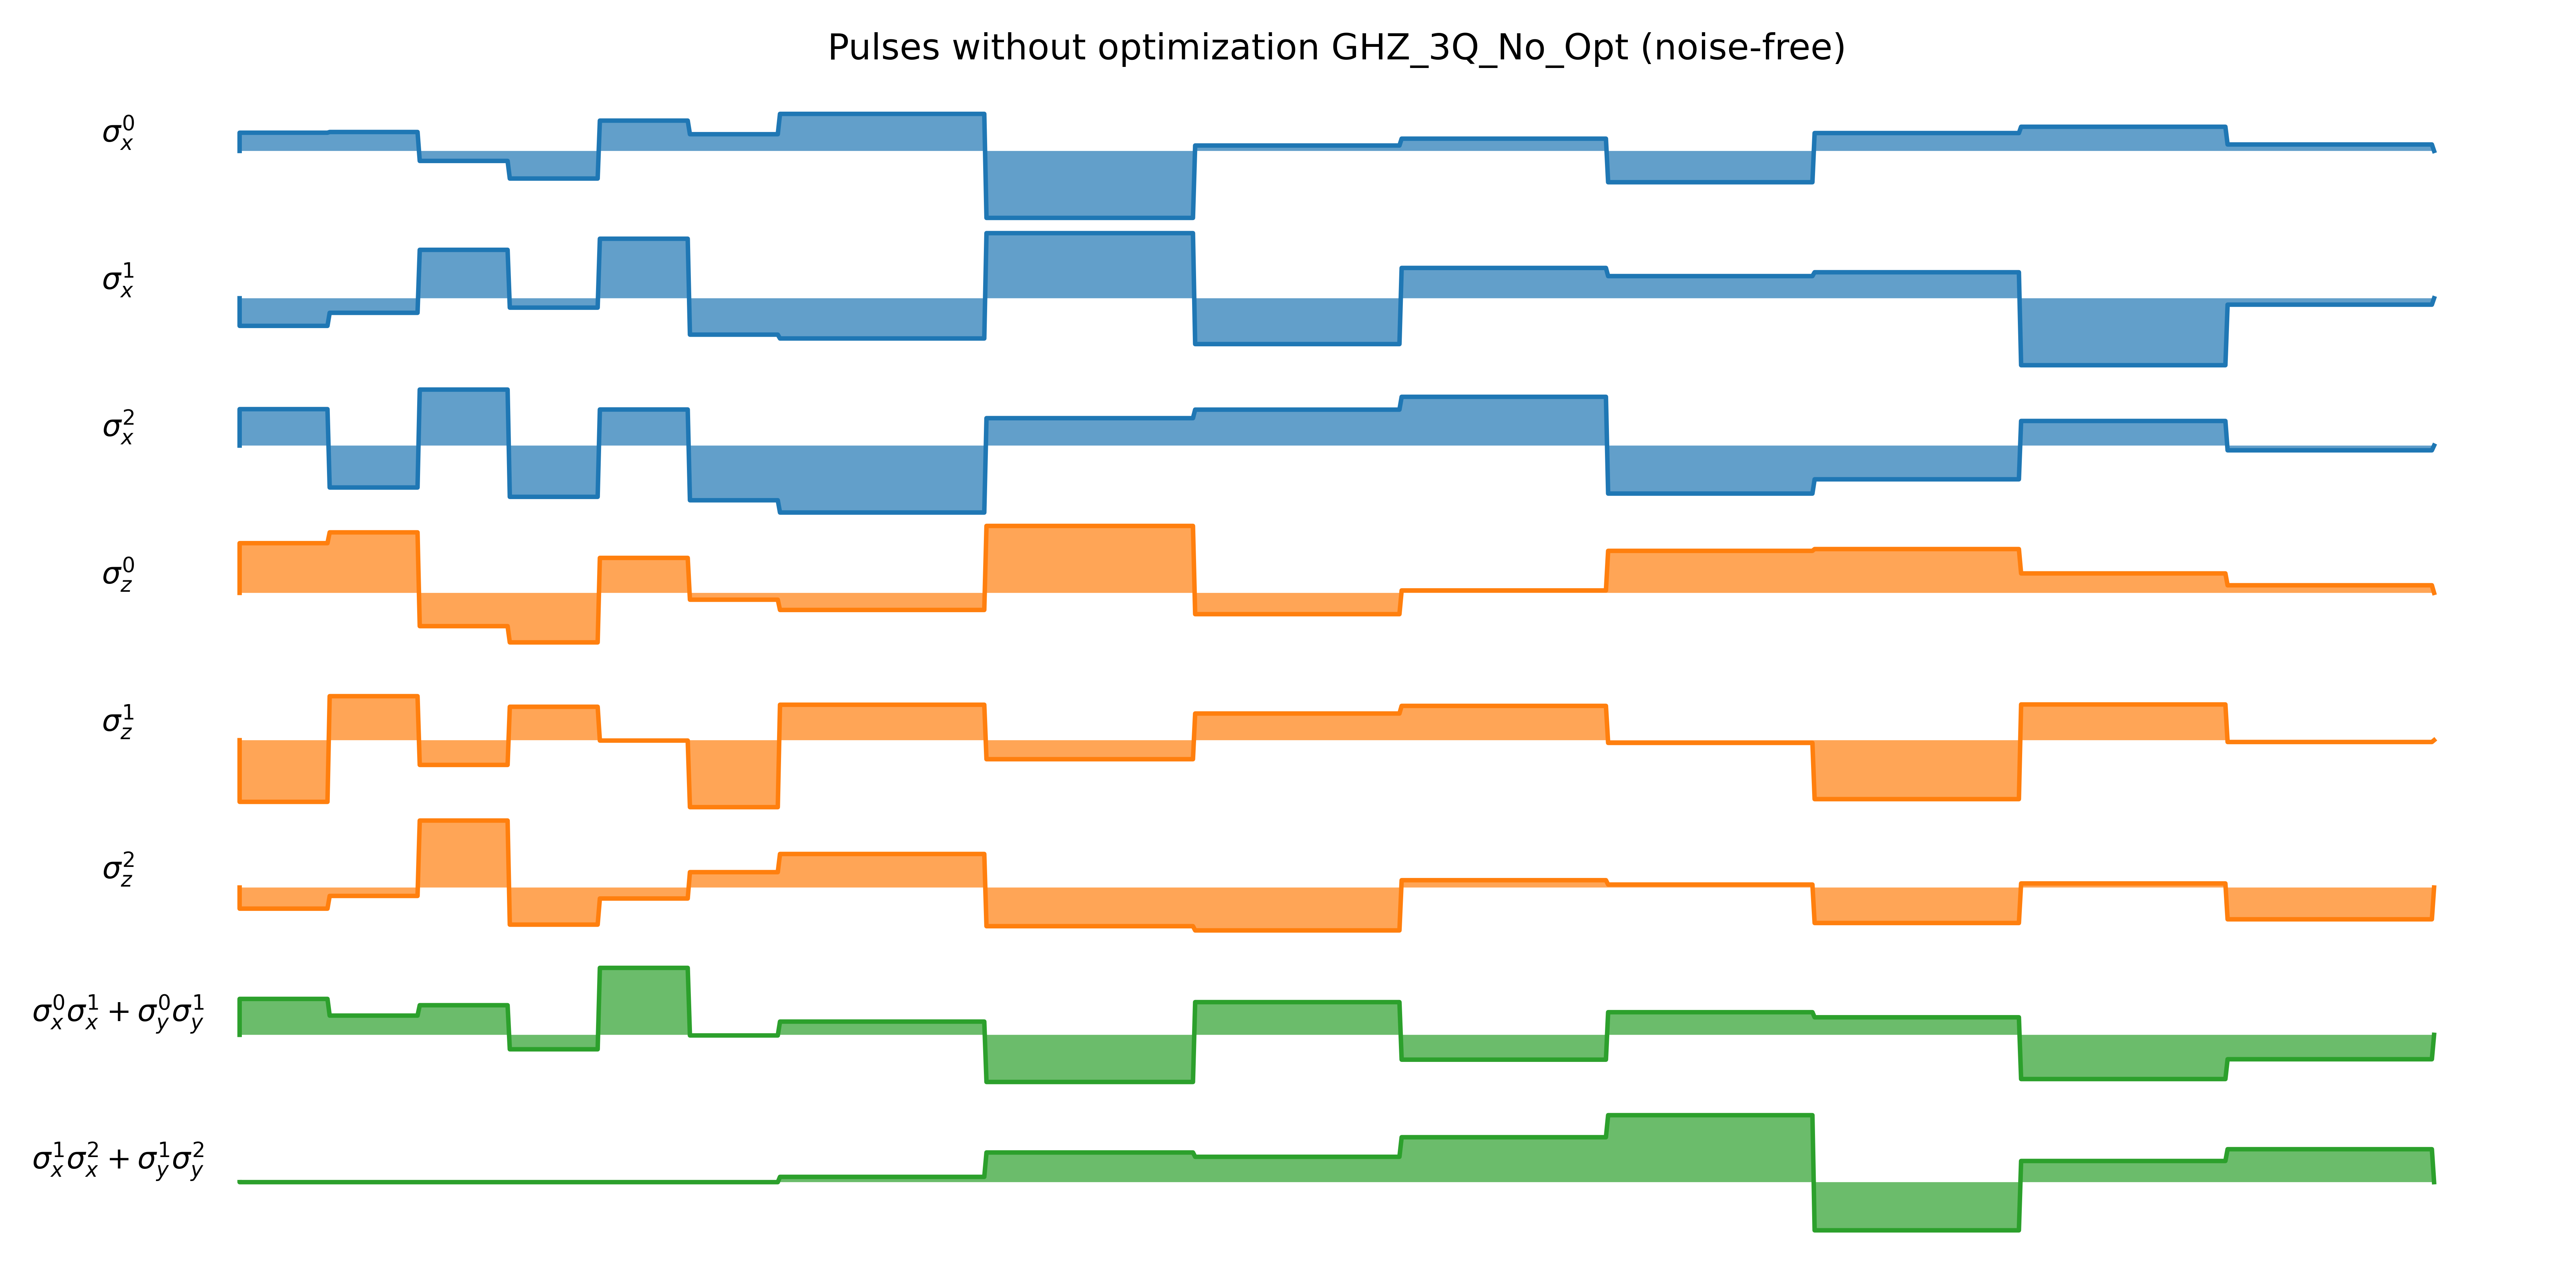 Pulses without optimization GHZ_3Q_No_Opt (noise-free)
σ_x^0
σ_x^1
σ_x^2
σ_z^0
σ_z^1
σ_z^2
σ_x^0σ_x^1 + σ_y^0σ_y^1
σ_x^1σ_x^2 + σ_y^1σ_y^2